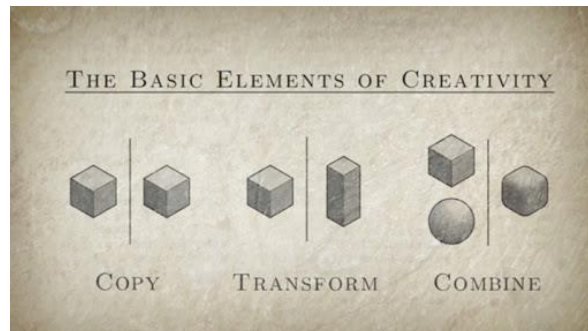 THE BASIC ELEMENTS OF CREATIVITY
COPY
TRANSFORM
COMBINE